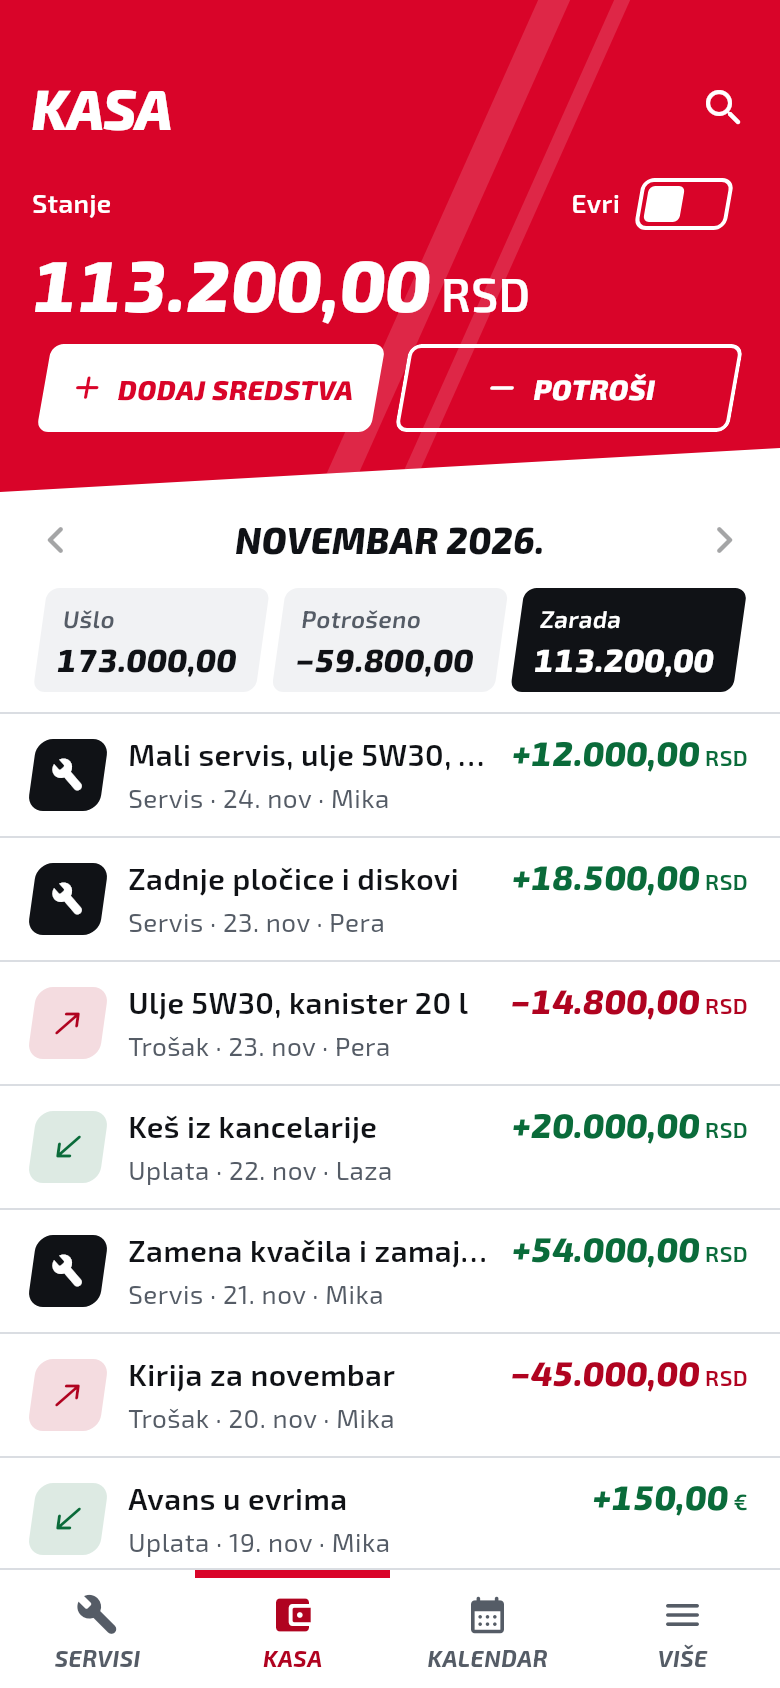 KASA
Stanje
Evri
113.200,00 RSD
+ DODAJ SREDSTVA
− POTROŠI
NOVEMBAR 2026.
Ušlo
173.000,00
Potrošeno
−59.800,00
Zarada
113.200,00
Mali servis, ulje 5W30, ...
+12.000,00 RSD
Servis · 24. nov · Mika
Zadnje pločice i diskovi
+18.500,00 RSD
Servis · 23. nov · Pera
Ulje 5W30, kanister 20 l
−14.800,00 RSD
Trošak · 23. nov · Pera
Keš iz kancelarije
+20.000,00 RSD
Uplata · 22. nov · Laza
Zamena kvačila i zamaj...
+54.000,00 RSD
Servis · 21. nov · Mika
Kirija za novembar
−45.000,00 RSD
Trošak · 20. nov · Mika
Avans u evrima
+150,00 €
Uplata · 19. nov · Mika
SERVISI
KASA
KALENDAR
VIŠE